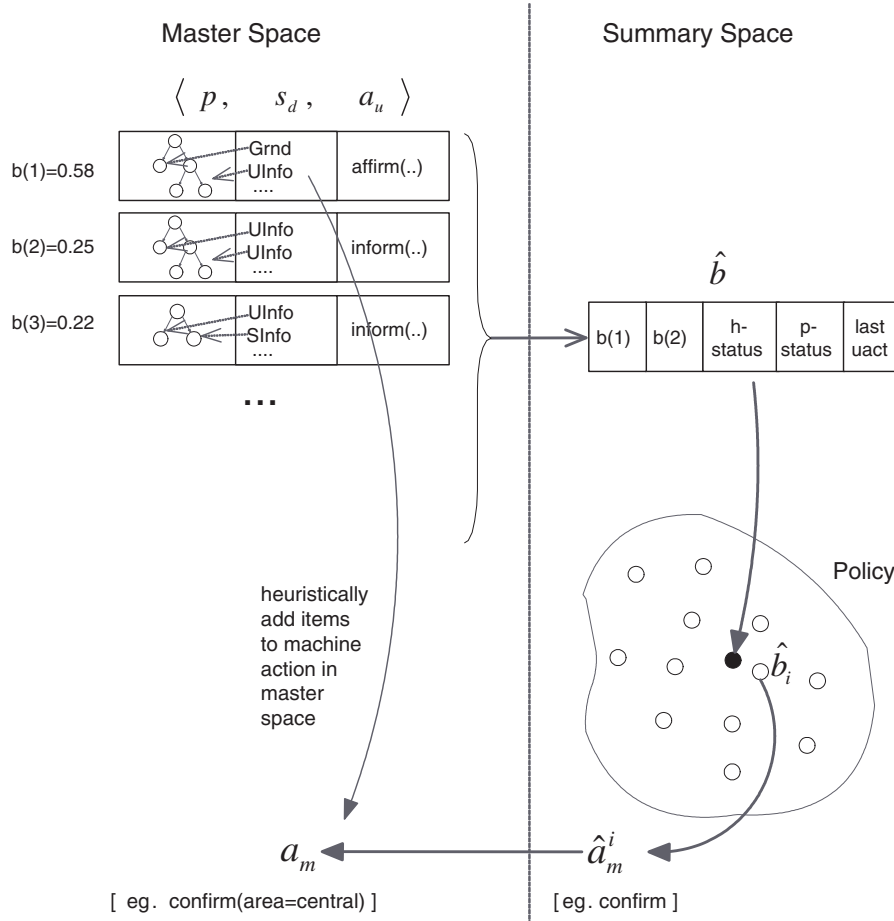 Master Space
Summary Space
⟨ p , s_d , a_u ⟩
b(1)=0.58
Grnd
UInfo
....
affirm(..)
b(2)=0.25
UInfo
UInfo
....
inform(..)
b(3)=0.22
UInfo
SInfo
....
inform(..)
...
b̂
b(1)
b(2)
h-
status
p-
status
last
uact
heuristically
add items
to machine
action in
master
space
Policy
b̂_i
a_m
â_m^i
[ eg. confirm(area=central) ]
[ eg. confirm ]